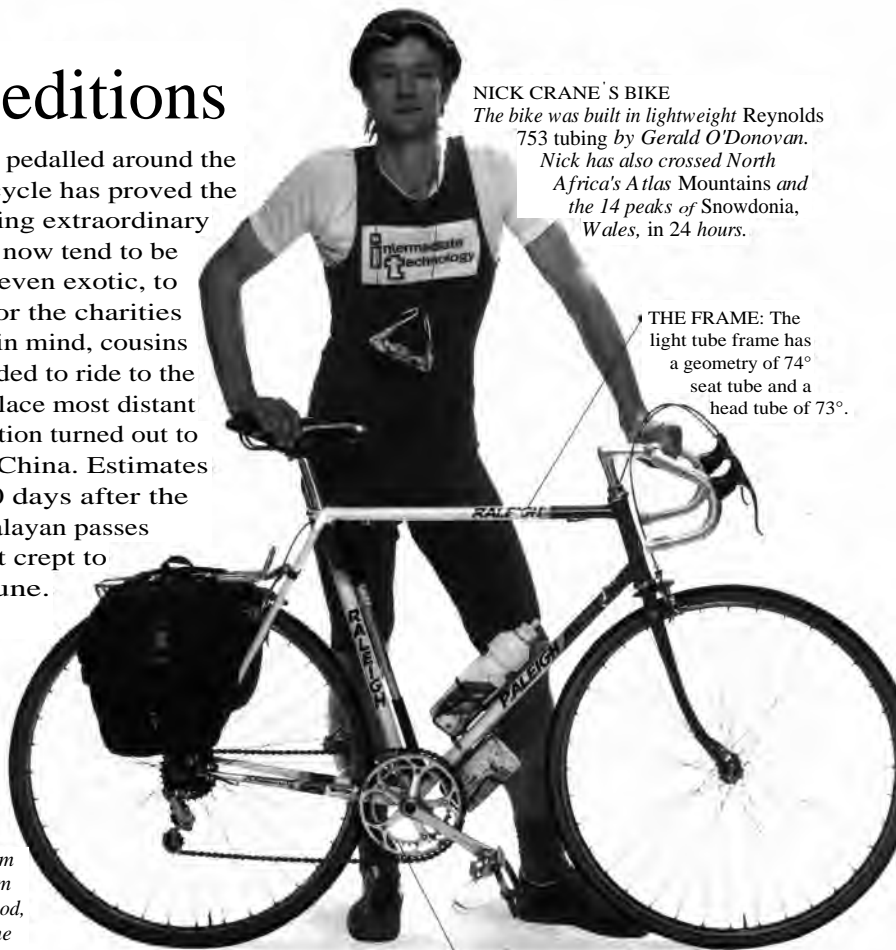 editions
pedalled around the
ycle has proved the
ing extraordinary
now tend to be
even exotic, to
or the charities
in mind, cousins
ded to ride to the
lace most distant
tion turned out to
China. Estimates
0 days after the
alayan passes
t crept to
une.
NICK CRANE'S BIKE
The bike was built in lightweight Reynolds
753 tubing by Gerald O'Donovan.
Nick has also crossed North
Africa's Atlas Mountains and
the 14 peaks of Snowdonia,
Wales, in 24 hours.
intermediate
technology
THE FRAME: The
light tube frame has
a geometry of 74°
seat tube and a
head tube of 73°.
RALEIGH
RALEIGH
RALEIGH
m
m
od,
ne